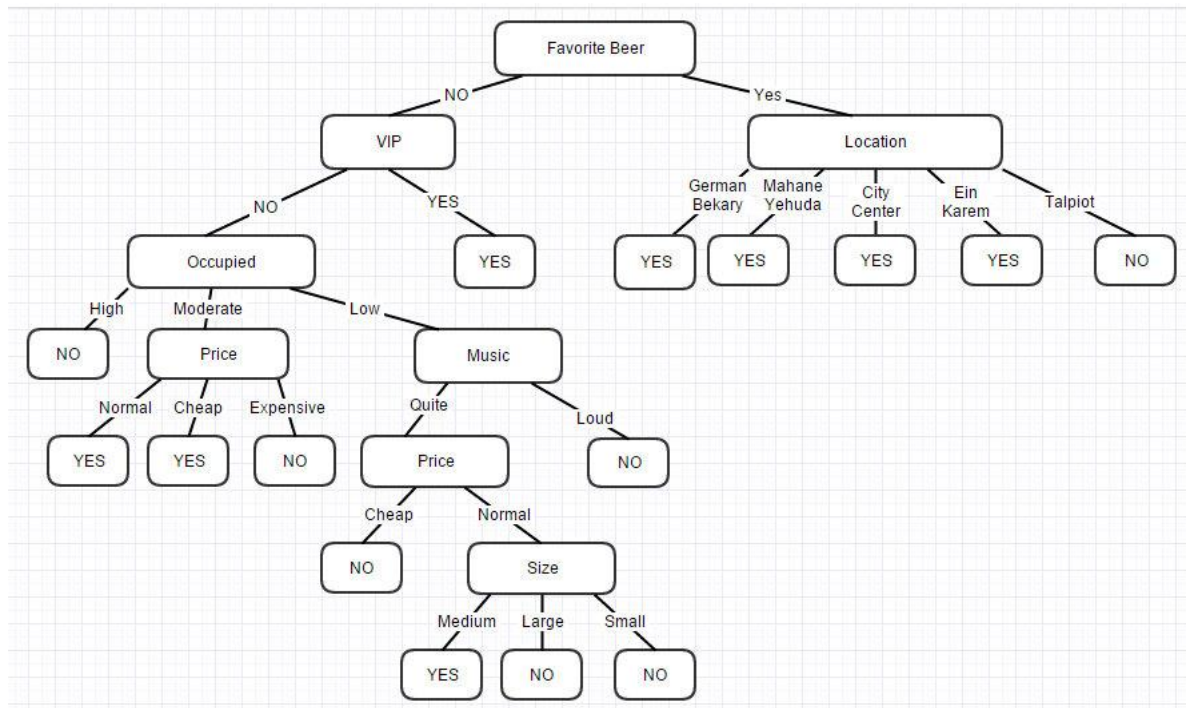 Favorite Beer
NO
Yes
VIP
Location
NO
YES
German
Bekary
Mahane
Yehuda
City
Center
Ein
Karem
Talpiot
Occupied
YES
YES
YES
YES
YES
NO
High
Moderate
Low
NO
Price
Music
Normal
Cheap
Expensive
Quite
Loud
YES
YES
NO
Price
NO
Cheap
Normal
NO
Size
Medium
Large
Small
YES
NO
NO